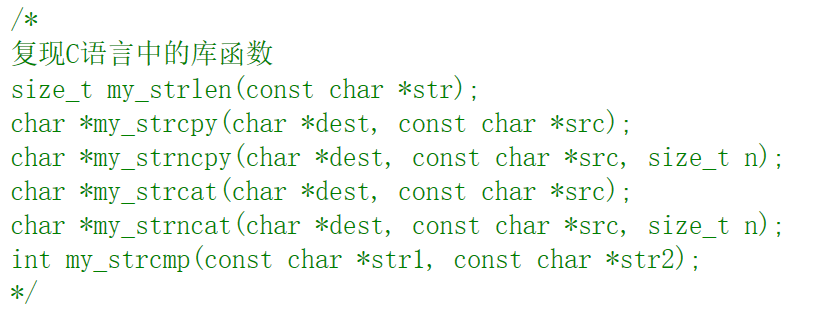 /*
复现C语言中的库函数
size_t my_strlen(const char *str);
char *my_strcpy(char *dest, const char *src);
char *my_strncpy(char *dest, const char *src, size_t n);
char *my_strcat(char *dest, const char *src);
char *my_strncat(char *dest, const char *src, size_t n);
int my_strcmp(const char *str1, const char *str2);
*/